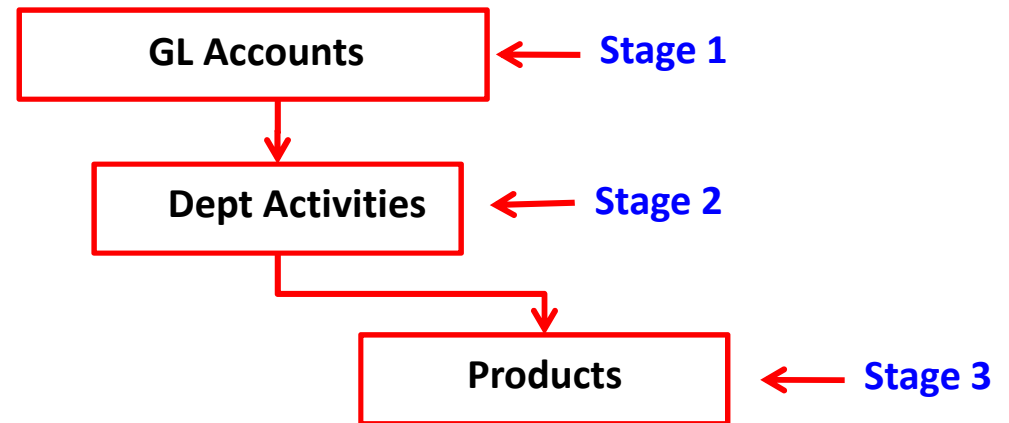 GL Accounts
Stage 1
Dept Activities
Stage 2
Products
Stage 3